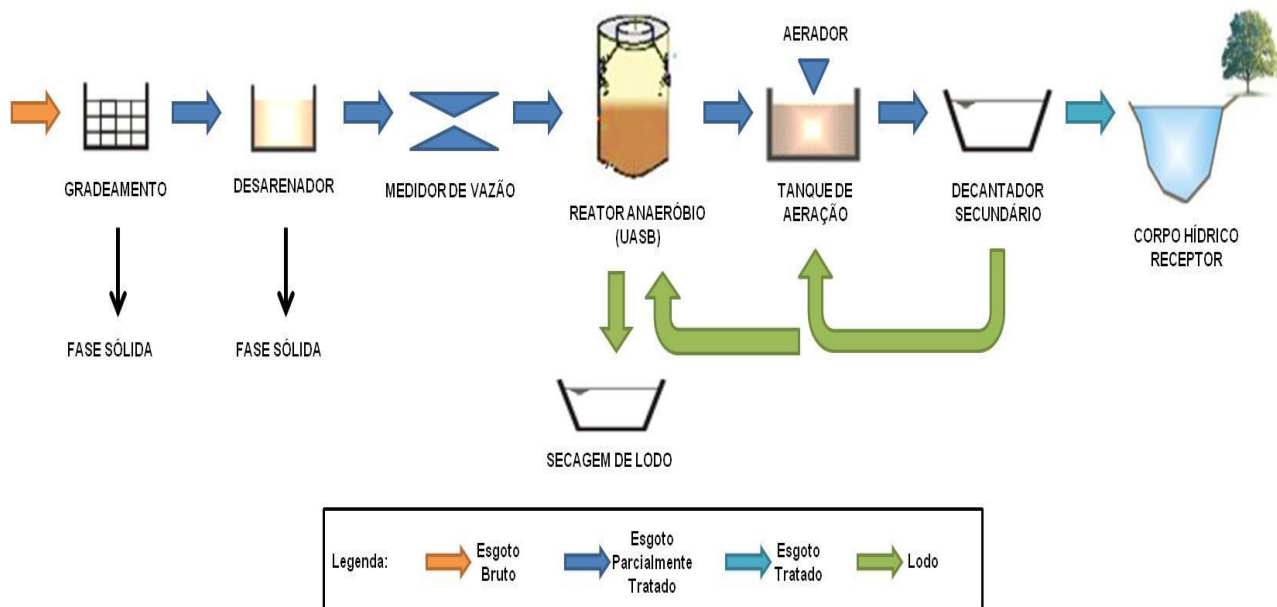 AERADOR
GRADEAMENTO
DESARENADOR
MEDIDOR DE VAZÃO
REATOR ANAERÓBIO
(UASB)
TANQUE DE
AERAÇÃO
DECANTADOR
SECUNDÁRIO
CORPO HÍDRICO
RECEPTOR
FASE SÓLIDA
FASE SÓLIDA
SECAGEM DE LODO
Legenda:
Esgoto
Bruto
Esgoto
Parcialmente
Tratado
Esgoto
Tratado
Lodo